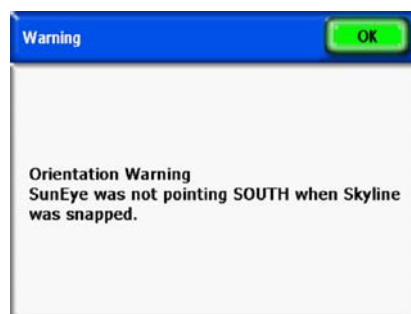 Warning
OK
Orientation Warning
SunEye was not pointing SOUTH when Skyline
was snapped.